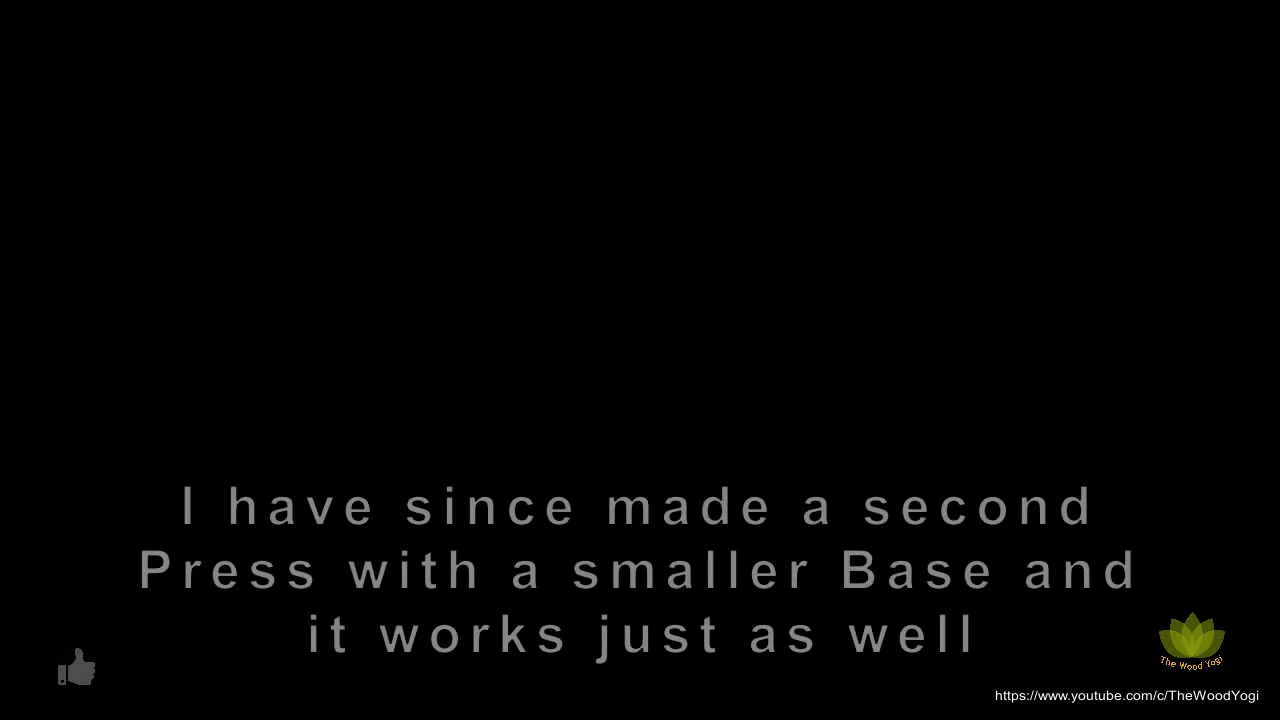 I have since made a second
Press with a smaller Base and
it works just as well
The Wood Yogi
https://www.youtube.com/c/TheWoodYogi